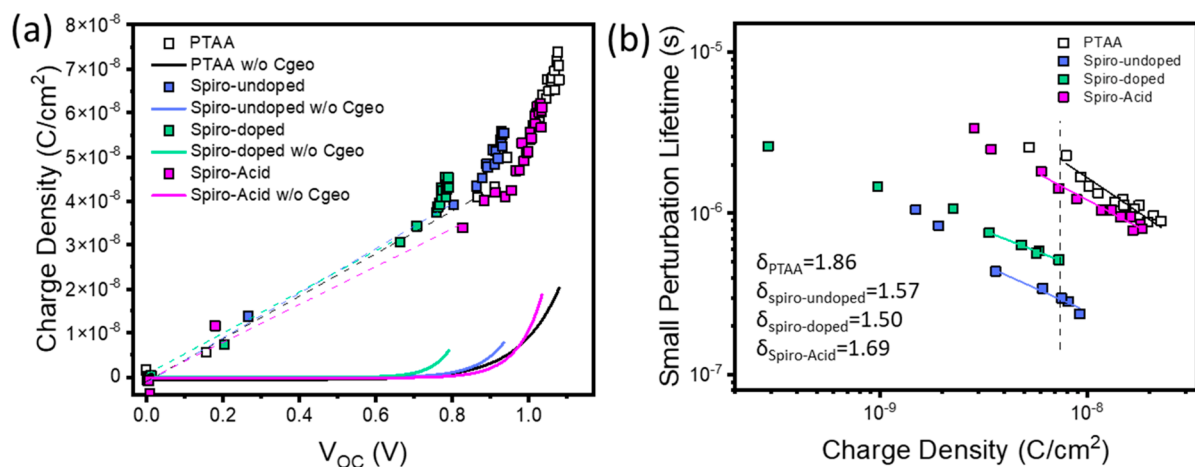 (a)
Charge Density (C/cm²)
8×10⁻⁸
7×10⁻⁸
6×10⁻⁸
5×10⁻⁸
4×10⁻⁸
3×10⁻⁸
2×10⁻⁸
1×10⁻⁸
0
PTAA
PTAA w/o Cgeo
Spiro-undoped
Spiro-undoped w/o Cgeo
Spiro-doped
Spiro-doped w/o Cgeo
Spiro-Acid
Spiro-Acid w/o Cgeo
0.0 0.2 0.4 0.6 0.8 1.0
V_OC (V)
(b)
Small Perturbation Lifetime (s)
10⁻⁵
10⁻⁶
10⁻⁷
PTAA
Spiro-undoped
Spiro-doped
Spiro-Acid
δPTAA=1.86
δspiro-undoped=1.57
δspiro-doped=1.50
δSpiro-Acid=1.69
10⁻⁹ 10⁻⁸
Charge Density (C/cm²)